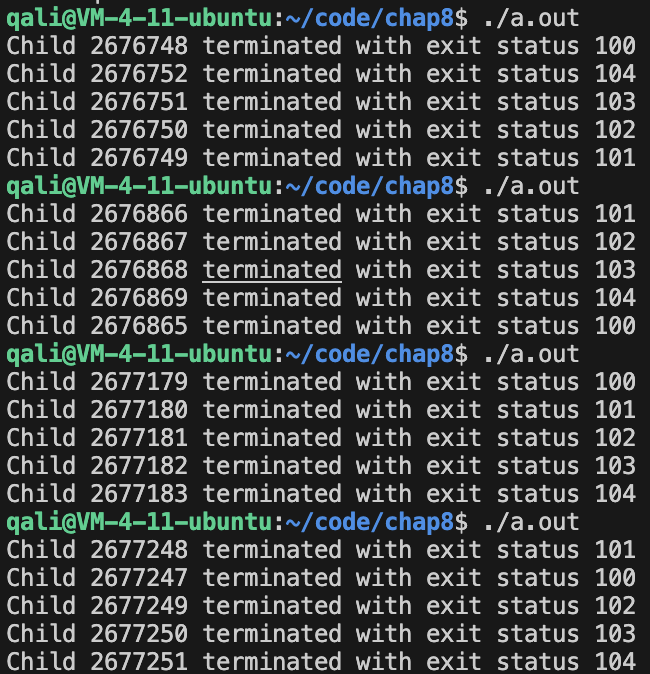 qali@VM-4-11-ubuntu:~/code/chap8$ ./a.out
Child 2676748 terminated with exit status 100
Child 2676752 terminated with exit status 104
Child 2676751 terminated with exit status 103
Child 2676750 terminated with exit status 102
Child 2676749 terminated with exit status 101
qali@VM-4-11-ubuntu:~/code/chap8$ ./a.out
Child 2676866 terminated with exit status 101
Child 2676867 terminated with exit status 102
Child 2676868 terminated with exit status 103
Child 2676869 terminated with exit status 104
Child 2676865 terminated with exit status 100
qali@VM-4-11-ubuntu:~/code/chap8$ ./a.out
Child 2677179 terminated with exit status 100
Child 2677180 terminated with exit status 101
Child 2677181 terminated with exit status 102
Child 2677182 terminated with exit status 103
Child 2677183 terminated with exit status 104
qali@VM-4-11-ubuntu:~/code/chap8$ ./a.out
Child 2677248 terminated with exit status 101
Child 2677247 terminated with exit status 100
Child 2677249 terminated with exit status 102
Child 2677250 terminated with exit status 103
Child 2677251 terminated with exit status 104